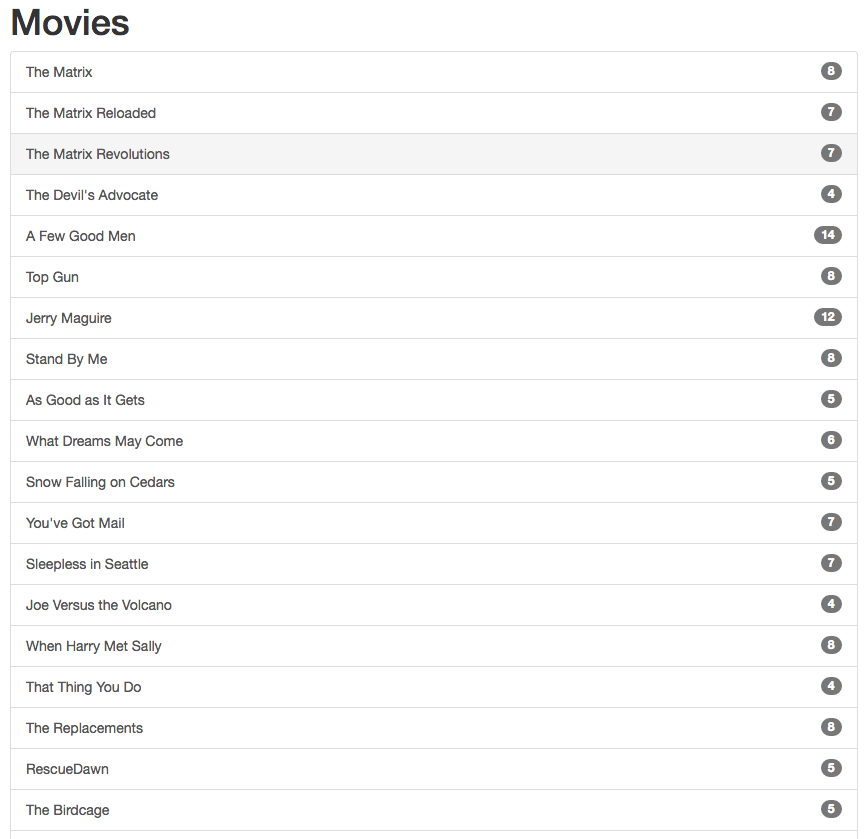 Movies
The Matrix 8
The Matrix Reloaded 7
The Matrix Revolutions 7
The Devil's Advocate 4
A Few Good Men 14
Top Gun 8
Jerry Maguire 12
Stand By Me 8
As Good as It Gets 5
What Dreams May Come 6
Snow Falling on Cedars 5
You've Got Mail 7
Sleepless in Seattle 7
Joe Versus the Volcano 4
When Harry Met Sally 8
That Thing You Do 4
The Replacements 8
RescueDawn 5
The Birdcage 5